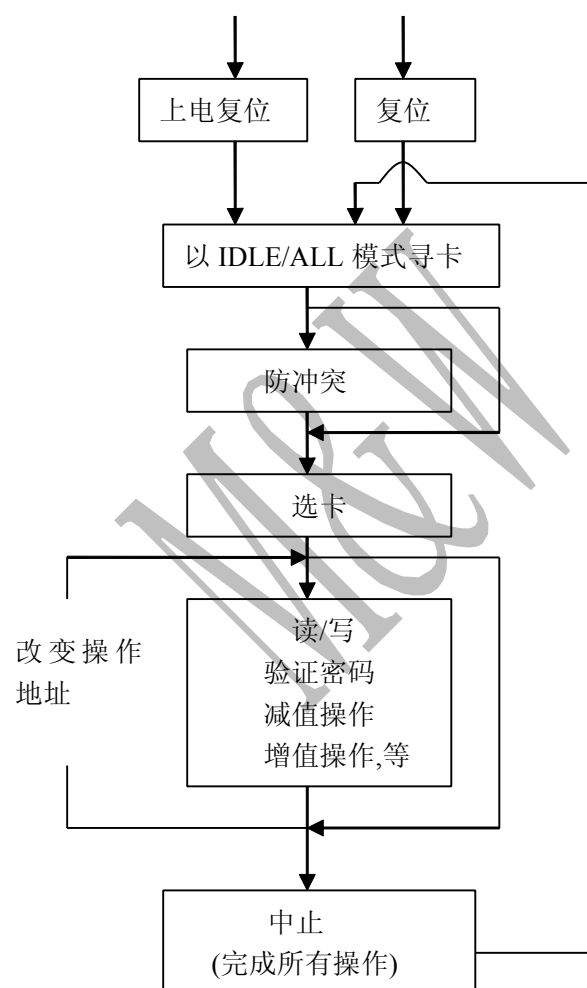 上电复位
复位
以 IDLE/ALL 模式寻卡
防冲突
选卡
改变操作
地址
读/写
验证密码
减值操作
增值操作,等
中止
(完成所有操作)
M&W